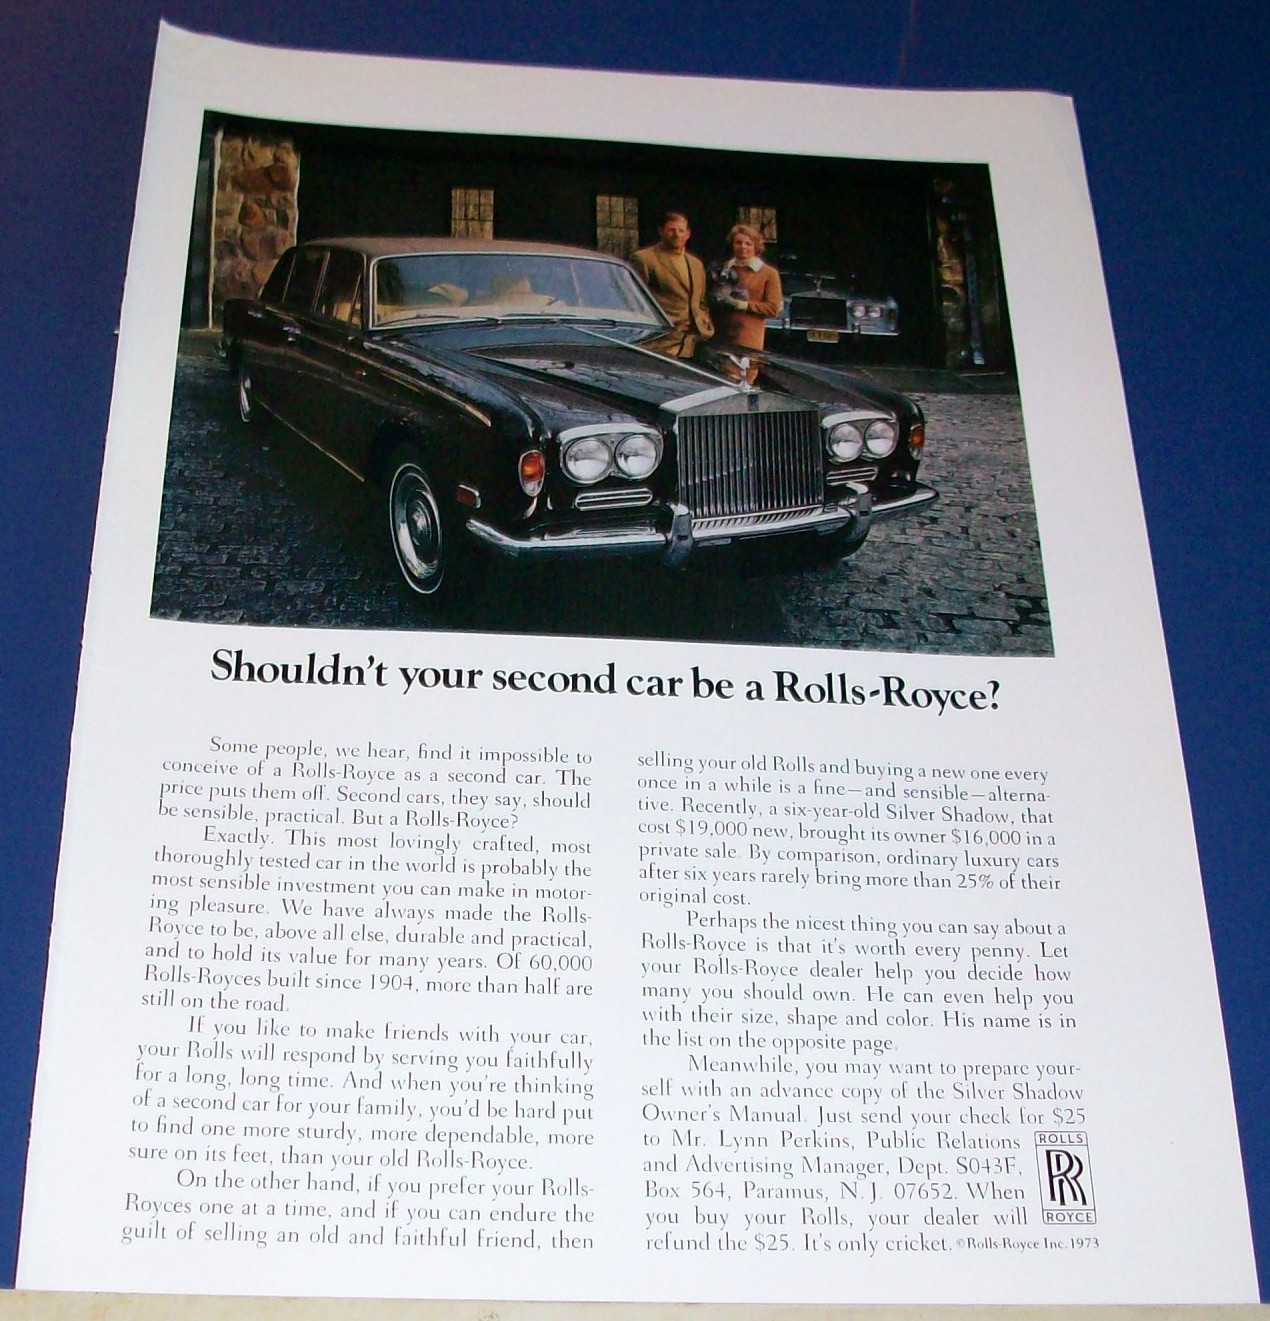 Shouldn't your second car be a Rolls-Royce?
Some people, we hear, find it impossible to
conceive of a Rolls-Royce as a second car. The
price puts them off. Second cars, they say, should
be sensible, practical. But a Rolls-Royce?
Exactly. This most lovingly crafted, most
thoroughly tested car in the world is probably the
most sensible investment you can make in motor-
ing pleasure. We have always made the Rolls-
Royce to be, above all else, durable and practical,
and to hold its value for many years. Of 60,000
Rolls-Royces built since 1904, more than half are
still on the road.
If you like to make friends with your car,
your Rolls will respond by serving you faithfully
for a long, long time. And when you're thinking
of a second car for your family, you'd be hard put
to find one more sturdy, more dependable, more
sure on its feet, than your old Rolls-Royce.
On the other hand, if you prefer your Rolls-
Royces one at a time, and if you can endure the
guilt of selling an old and faithful friend, then
selling your old Rolls and buying a new one every
once in a while is a fine—and sensible—alterna-
tive. Recently, a six-year-old Silver Shadow, that
cost $19,000 new, brought its owner $16,000 in a
private sale. By comparison, ordinary luxury cars
after six years rarely bring more than 25% of their
original cost.
Perhaps the nicest thing you can say about a
Rolls-Royce is that it's worth every penny. Let
your Rolls-Royce dealer help you decide how
many you should own. He can even help you
with their size, shape and color. His name is in
the list on the opposite page.
Meanwhile, you may want to prepare your-
self with an advance copy of the Silver Shadow
Owner's Manual. Just send your check for $25
to Mr. Lynn Perkins, Public Relations
and Advertising Manager, Dept. S043F,
Box 564, Paramus, N.J. 07652. When
you buy your Rolls, your dealer will
refund the $25. It's only cricket. ©Rolls-Royce Inc. 1973
ROLLS
RR
ROYCE